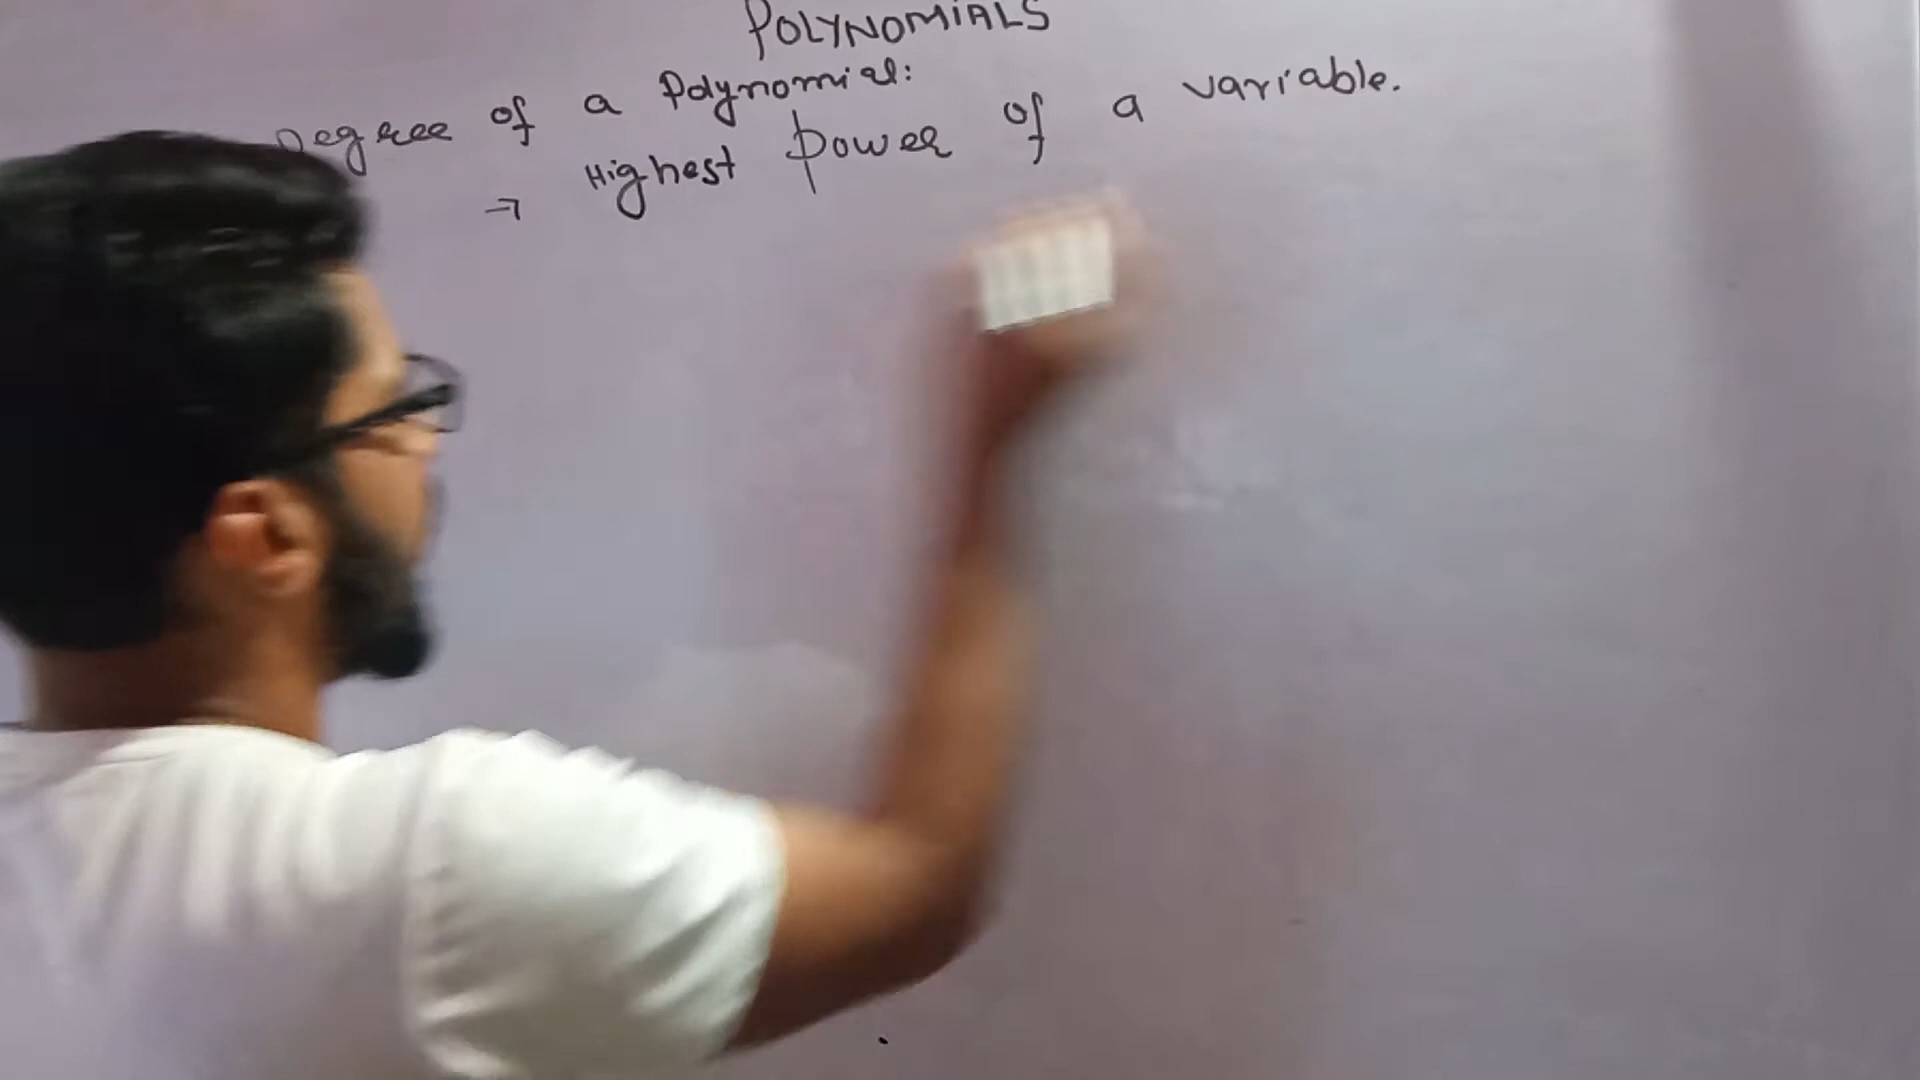 POLYNOMIALS
Degree of a Polynomial:
→ Highest power of a variable.